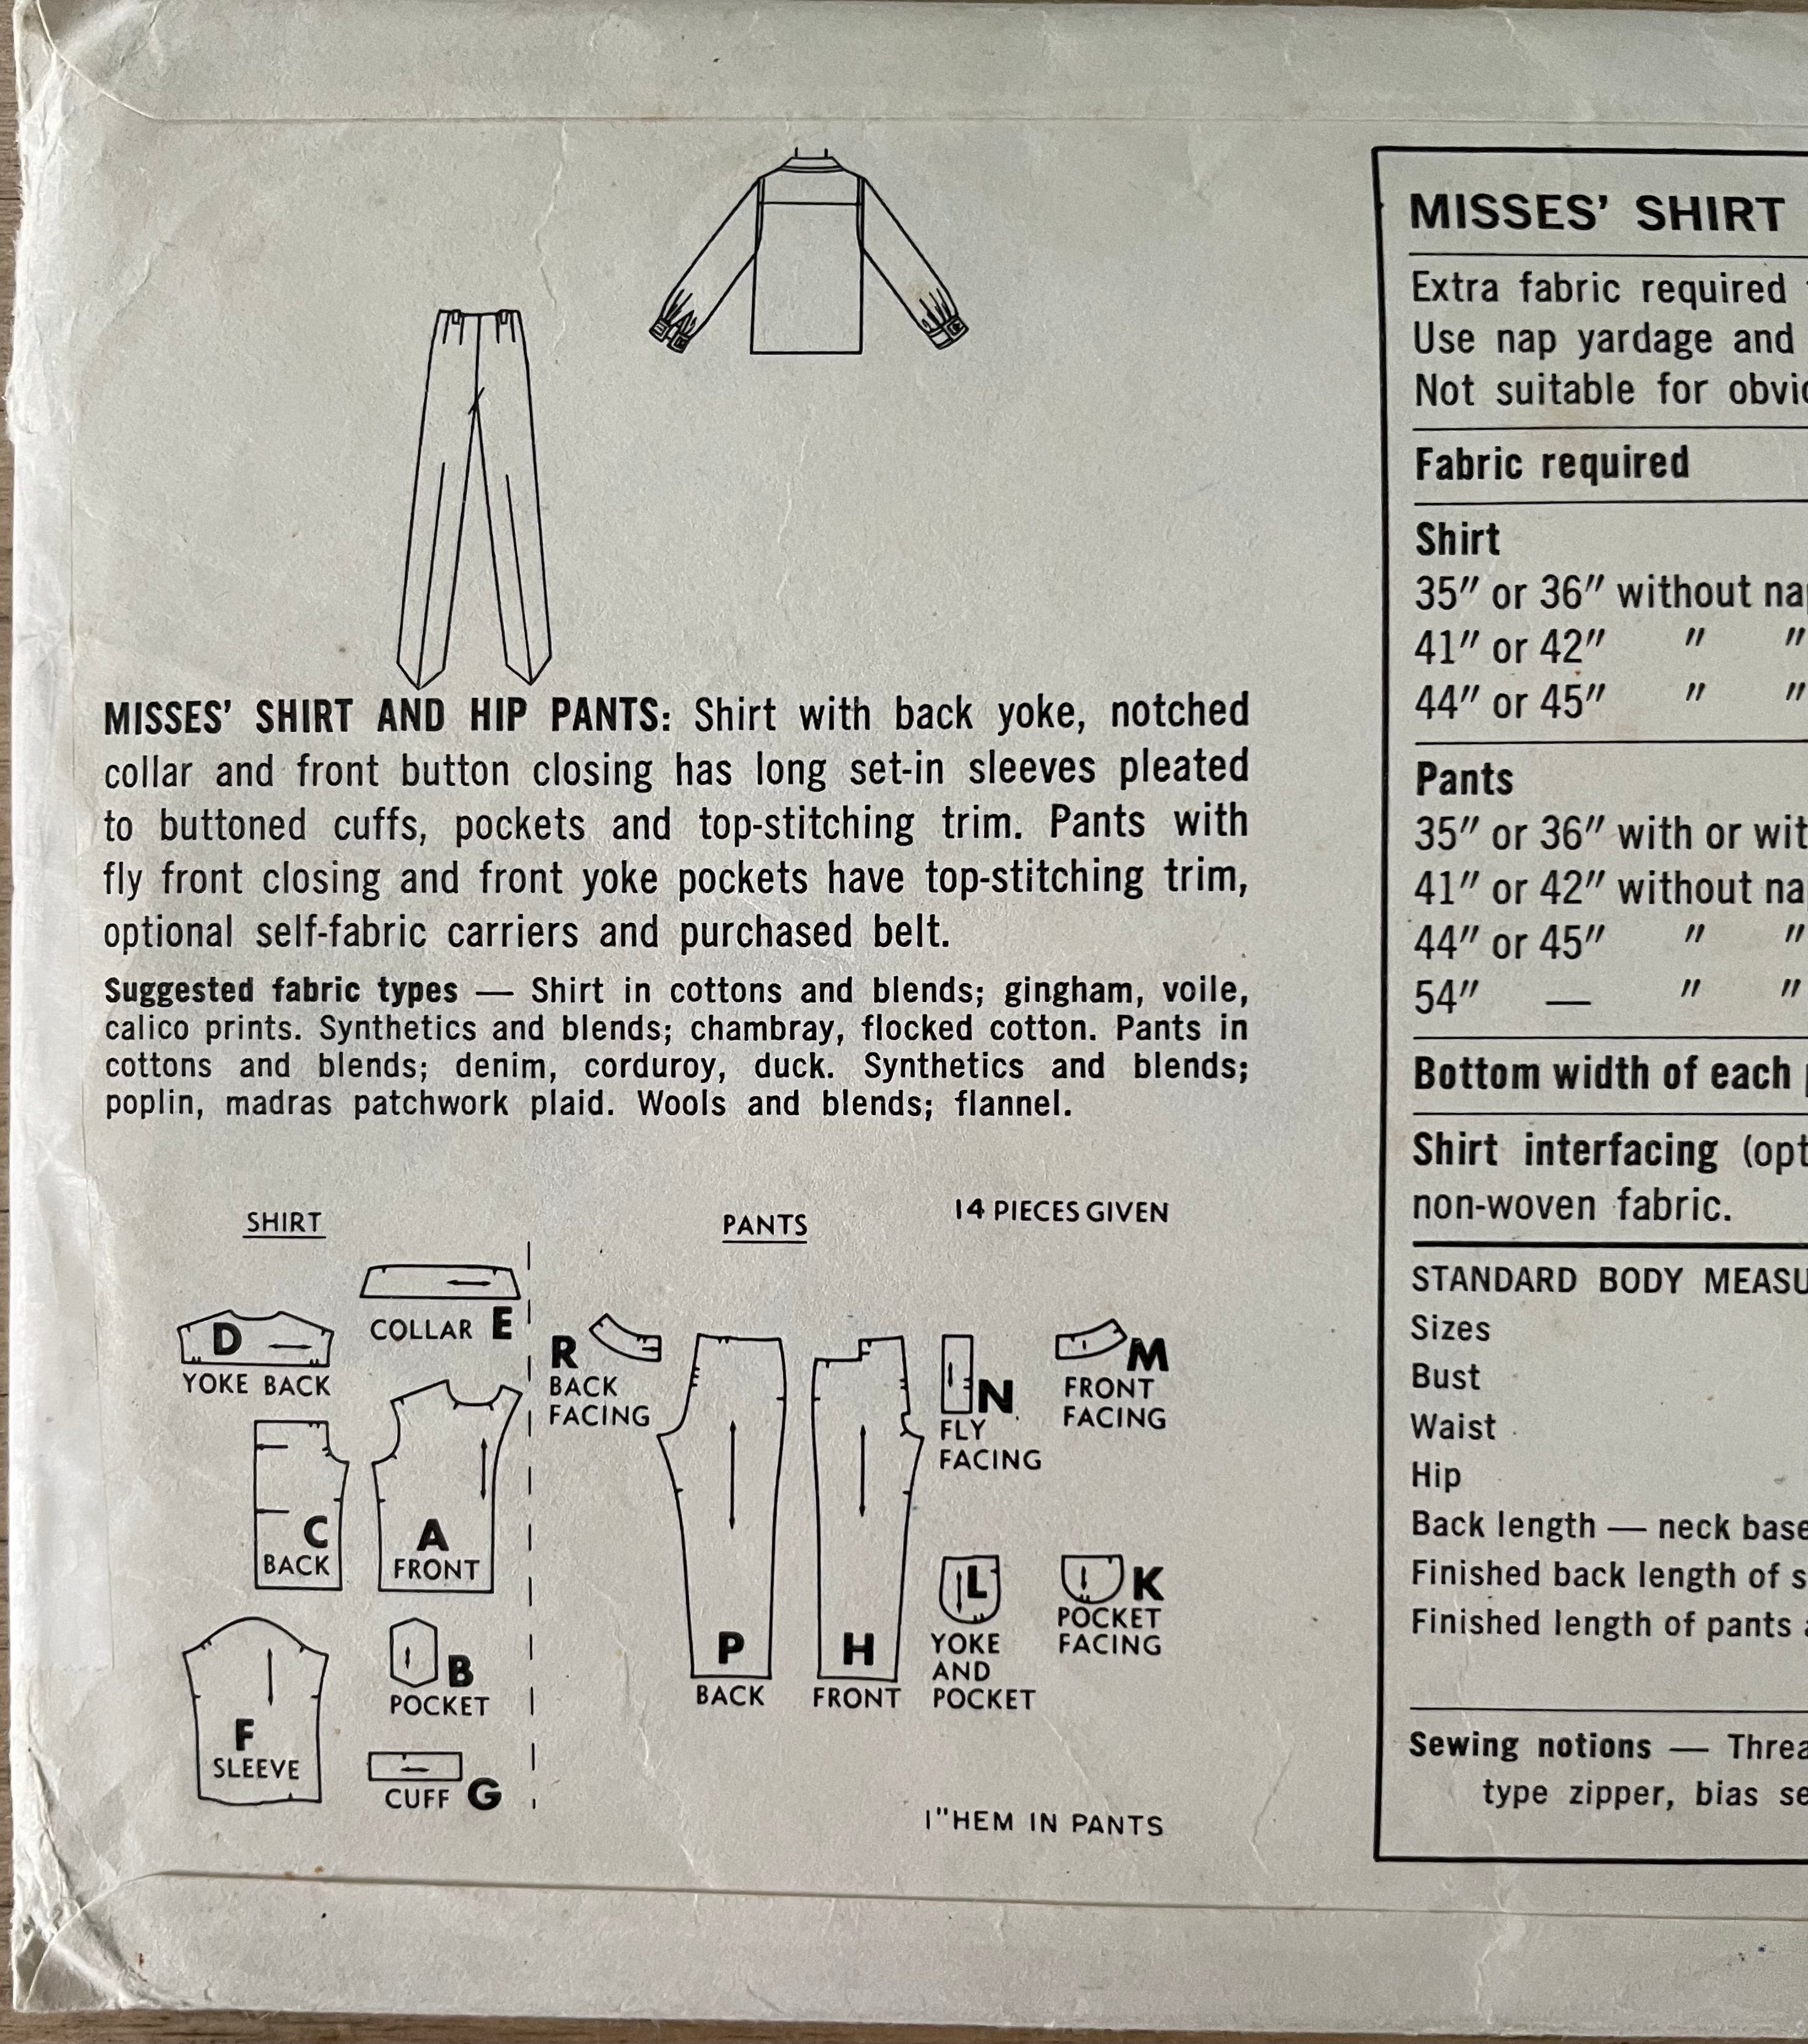 MISSES' SHIRT AND HIP PANTS: Shirt with back yoke, notched
collar and front button closing has long set-in sleeves pleated
to buttoned cuffs, pockets and top-stitching trim. Pants with
fly front closing and front yoke pockets have top-stitching trim,
optional self-fabric carriers and purchased belt.
Suggested fabric types — Shirt in cottons and blends; gingham, voile,
calico prints. Synthetics and blends; chambray, flocked cotton. Pants in
cottons and blends; denim, corduroy, duck. Synthetics and blends;
poplin, madras patchwork plaid. Wools and blends; flannel.
SHIRT
PANTS
14 PIECES GIVEN
COLLAR E
D
YOKE BACK
C
BACK
A
FRONT
F
SLEEVE
B
POCKET
CUFF G
R
BACK
FACING
P
BACK
H
FRONT
N
FLY
FACING
M
FRONT
FACING
L
YOKE
AND
POCKET
K
POCKET
FACING
1"HEM IN PANTS
MISSES' SHIRT
Extra fabric required
Use nap yardage and
Not suitable for
Fabric required
Shirt
35" or 36" without
41" or 42" " "
44" or 45" " "
Pants
35" or 36" with or
41" or 42" without
44" or 45" " "
54" — " "
Bottom width of each
Shirt interfacing
non-woven fabric.
STANDARD BODY
Sizes
Bust
Waist
Hip
Back length — neck
Finished back length of
Finished length of pants
Sewing notions —
type zipper, bias